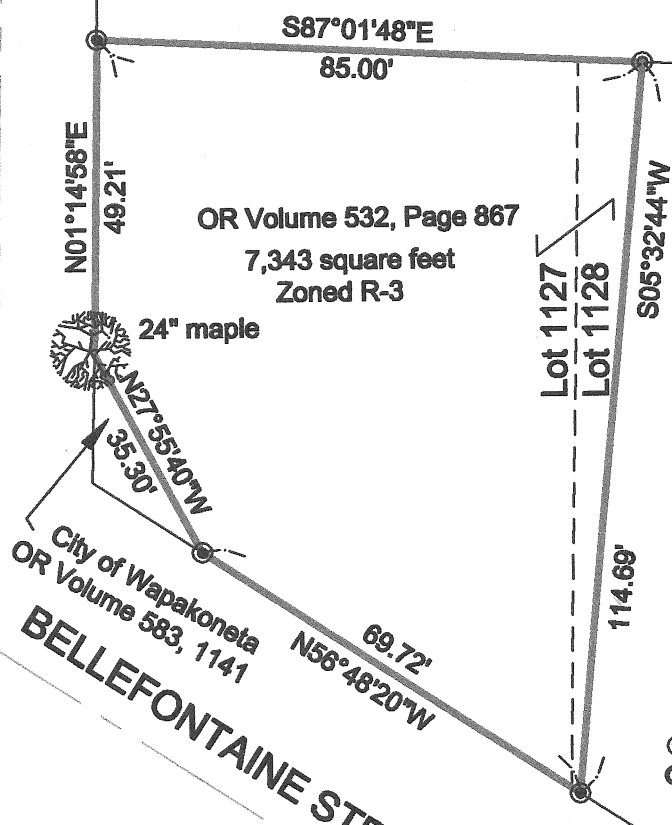 S87°01'48"E
85.00'
N01°14'58"E
49.21'
OR Volume 532, Page 867
7,343 square feet
Zoned R-3
24" maple
Lot 1127
Lot 1128
S05°32'44"W
114.69'
N27°55'40"W
35.30'
City of Wapakoneta
OR Volume 583, 1141
69.72'
N56°48'20"W
BELLEFONTAINE